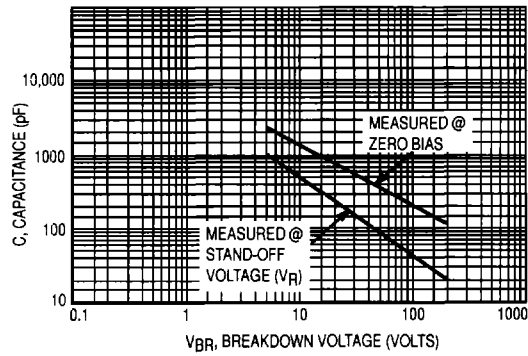 C, CAPACITANCE (pF)
10,000
1000
100
10
MEASURED @
ZERO BIAS
MEASURED @
STAND-OFF
VOLTAGE (VR)
0.1
1
10
100
1000
VBR, BREAKDOWN VOLTAGE (VOLTS)